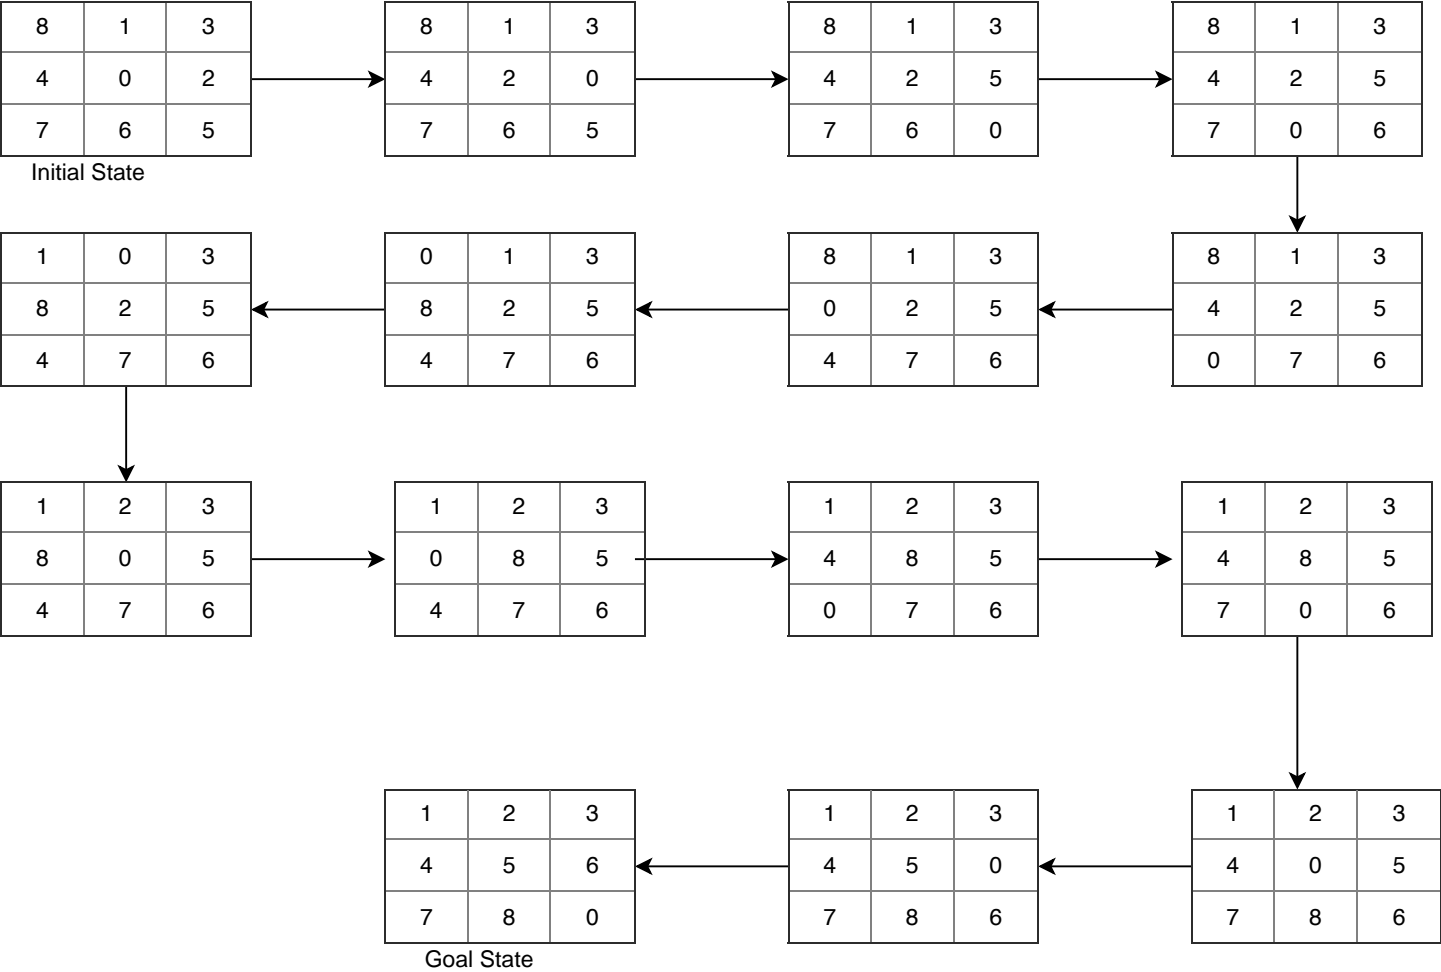 8 1 3 8 1 3 8 1 3 8 1 3
4 0 2 4 2 0 4 2 5 4 2 5
7 6 5 7 6 5 7 6 0 7 0 6
Initial State
1 0 3 0 1 3 8 1 3 8 1 3
8 2 5 8 2 5 0 2 5 4 2 5
4 7 6 4 7 6 4 7 6 0 7 6
1 2 3 1 2 3 1 2 3 1 2 3
8 0 5 0 8 5 4 8 5 4 8 5
4 7 6 4 7 6 0 7 6 7 0 6
1 2 3 1 2 3 1 2 3
4 5 6 4 5 0 4 0 5
7 8 0 7 8 6 7 8 6
Goal State